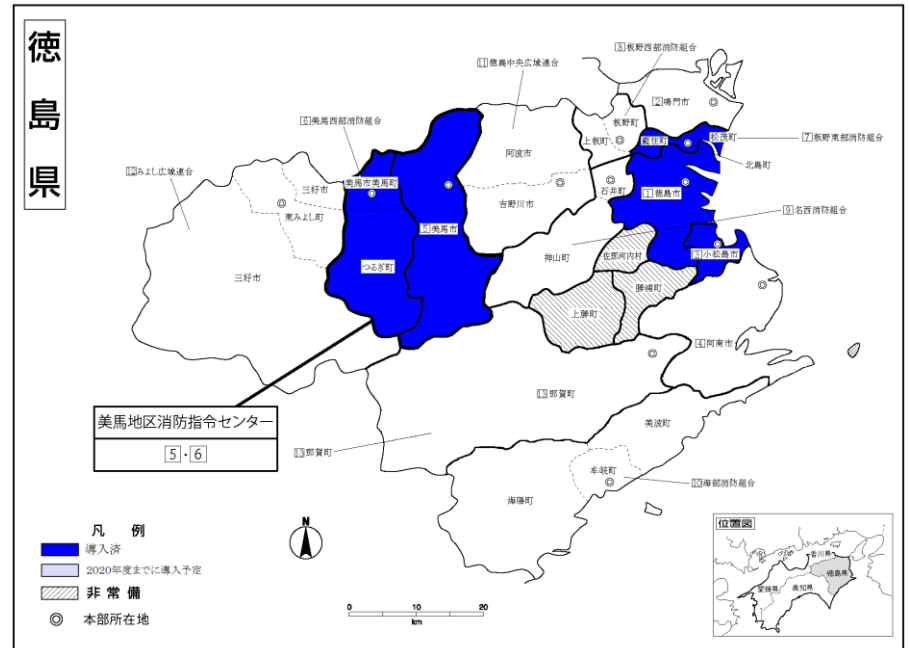 徳島県
⑧板野西部消防組合
⑪徳島中央広域連合
②鳴門市
⑥美馬西部消防組合
板野町
上板町
藍住町
松茂町
⑦板野東部消防組合
阿波市
北島町
⑫みよし広域連合
三好市
美馬市美馬町
石井町
①徳島市
東みよし町
吉野川市
⑨名西消防組合
⑤美馬市
神山町
佐那河内村
③小松島市
つるぎ町
三好市
勝浦町
上勝町
④阿南市
⑬那賀町
美馬地区消防指令センター
5・6
美波町
⑬那賀町
牟岐町
⑩海部消防組合
海陽町
凡 例
導入済
2020年度までに導入予定
非常備
本部所在地
N
0 10 20
km
位置図
香川県
徳島県
愛媛県
高知県